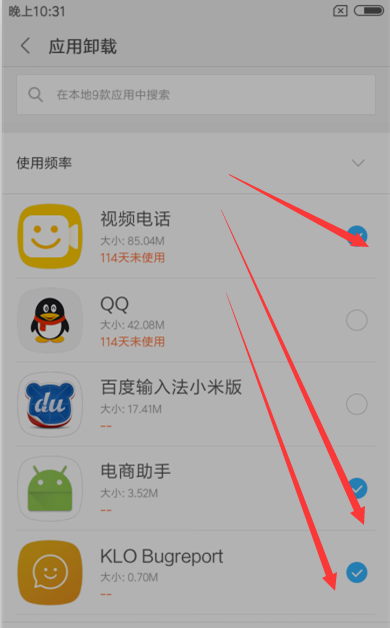 晚上10:31
应用卸载
在本地9款应用中搜索
使用频率
视频电话
大小: 85.04M
114天未使用
QQ
大小: 42.08M
114天未使用
du
百度输入法小米版
大小: 17.41M
--
电商助手
大小: 3.52M
--
KLO Bugreport
大小: 0.70M
--